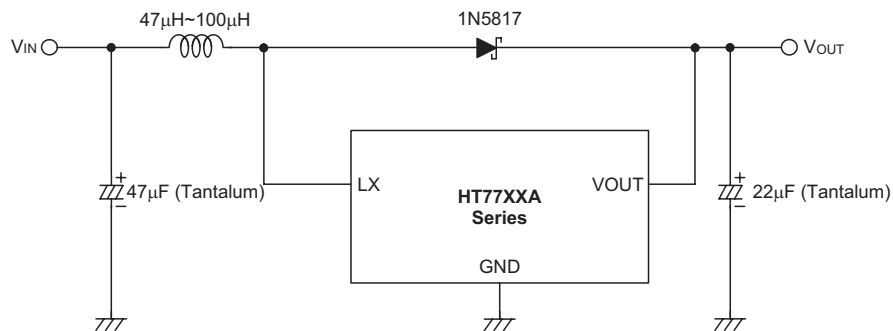 47μH~100μH
1N5817
VIN
VOUT
LX
HT77XXA
Series
VOUT
GND
+
47μF (Tantalum)
−
+
22μF (Tantalum)
−